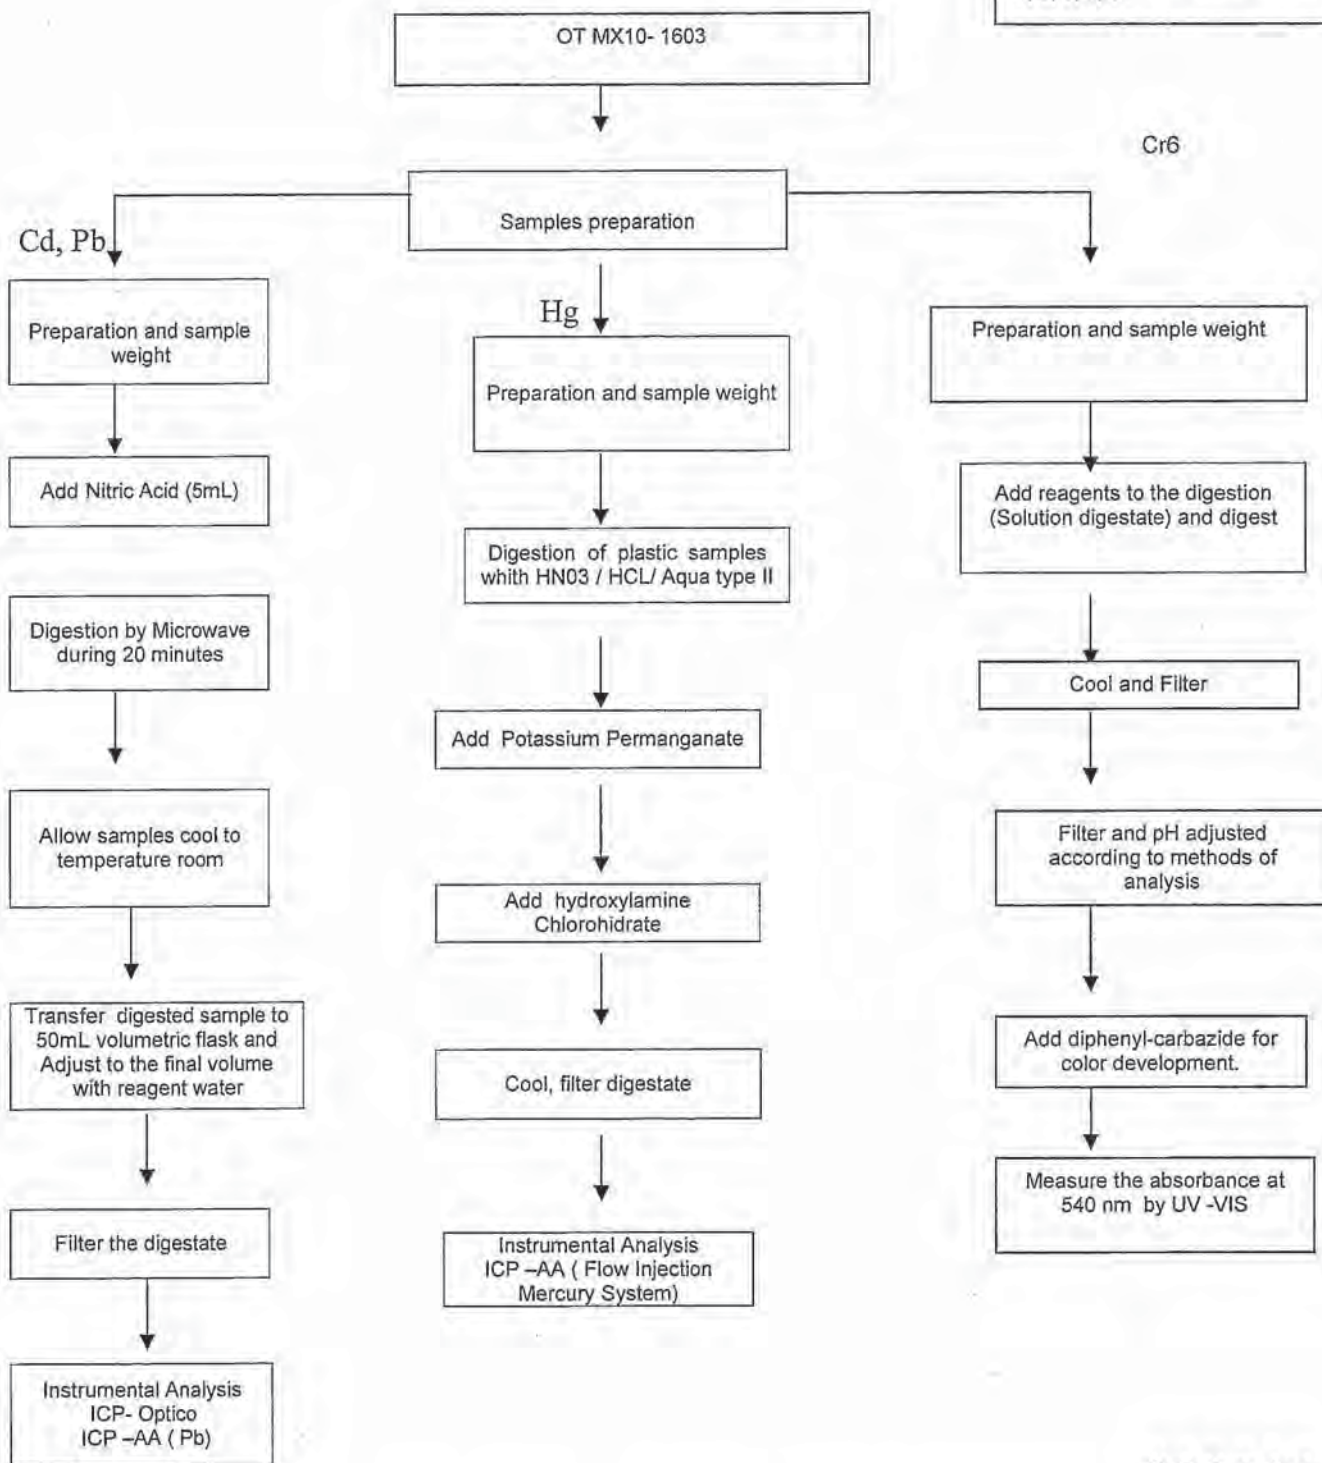 OT MX10- 1603
Cr6
Samples preparation
Cd, Pb
Hg
Preparation and sample
weight
Add Nitric Acid (5mL)
Digestion by Microwave
during 20 minutes
Allow samples cool to
temperature room
Transfer digested sample to
50mL volumetric flask and
Adjust to the final volume
with reagent water
Filter the digestate
Instrumental Analysis
ICP- Optico
ICP –AA ( Pb)
Preparation and sample weight
Digestion of plastic samples
whith HN03 / HCL/ Aqua type II
Add Potassium Permanganate
Add hydroxylamine
Chlorohidrate
Cool, filter digestate
Instrumental Analysis
ICP –AA ( Flow Injection
Mercury System)
Preparation and sample weight
Add reagents to the digestion
(Solution digestate) and digest
Cool and Filter
Filter and pH adjusted
according to methods of
analysis
Add diphenyl-carbazide for
color development.
Measure the absorbance at
540 nm by UV -VIS